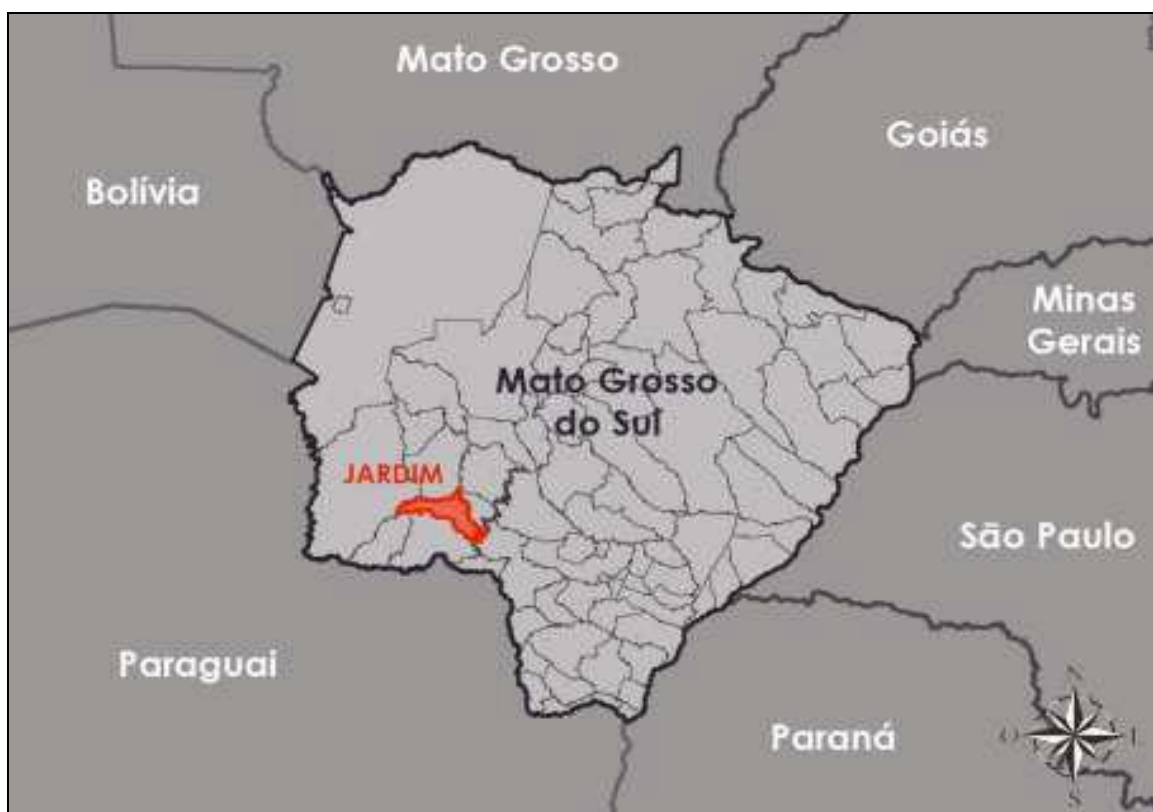 Mato Grosso
Goiás
Bolívia
Minas
Gerais
Mato Grosso
do Sul
JARDIM
São Paulo
Paraguai
Paraná
N
O
L
S